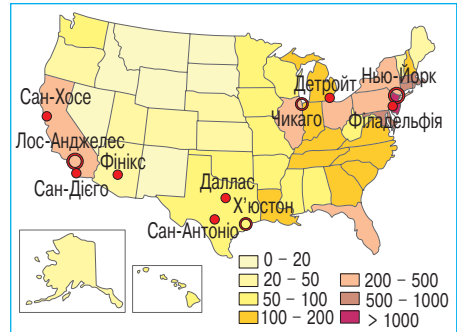 Детройт
Нью-Йорк
Сан-Хосе
Чикаго
Філадельфія
Лос-Анджелес
Фінікс
Сан-Дієго
Даллас
Х'юстон
Сан-Антоніо
0 – 20
20 – 50
50 – 100
100 – 200
200 – 500
500 – 1000
> 1000